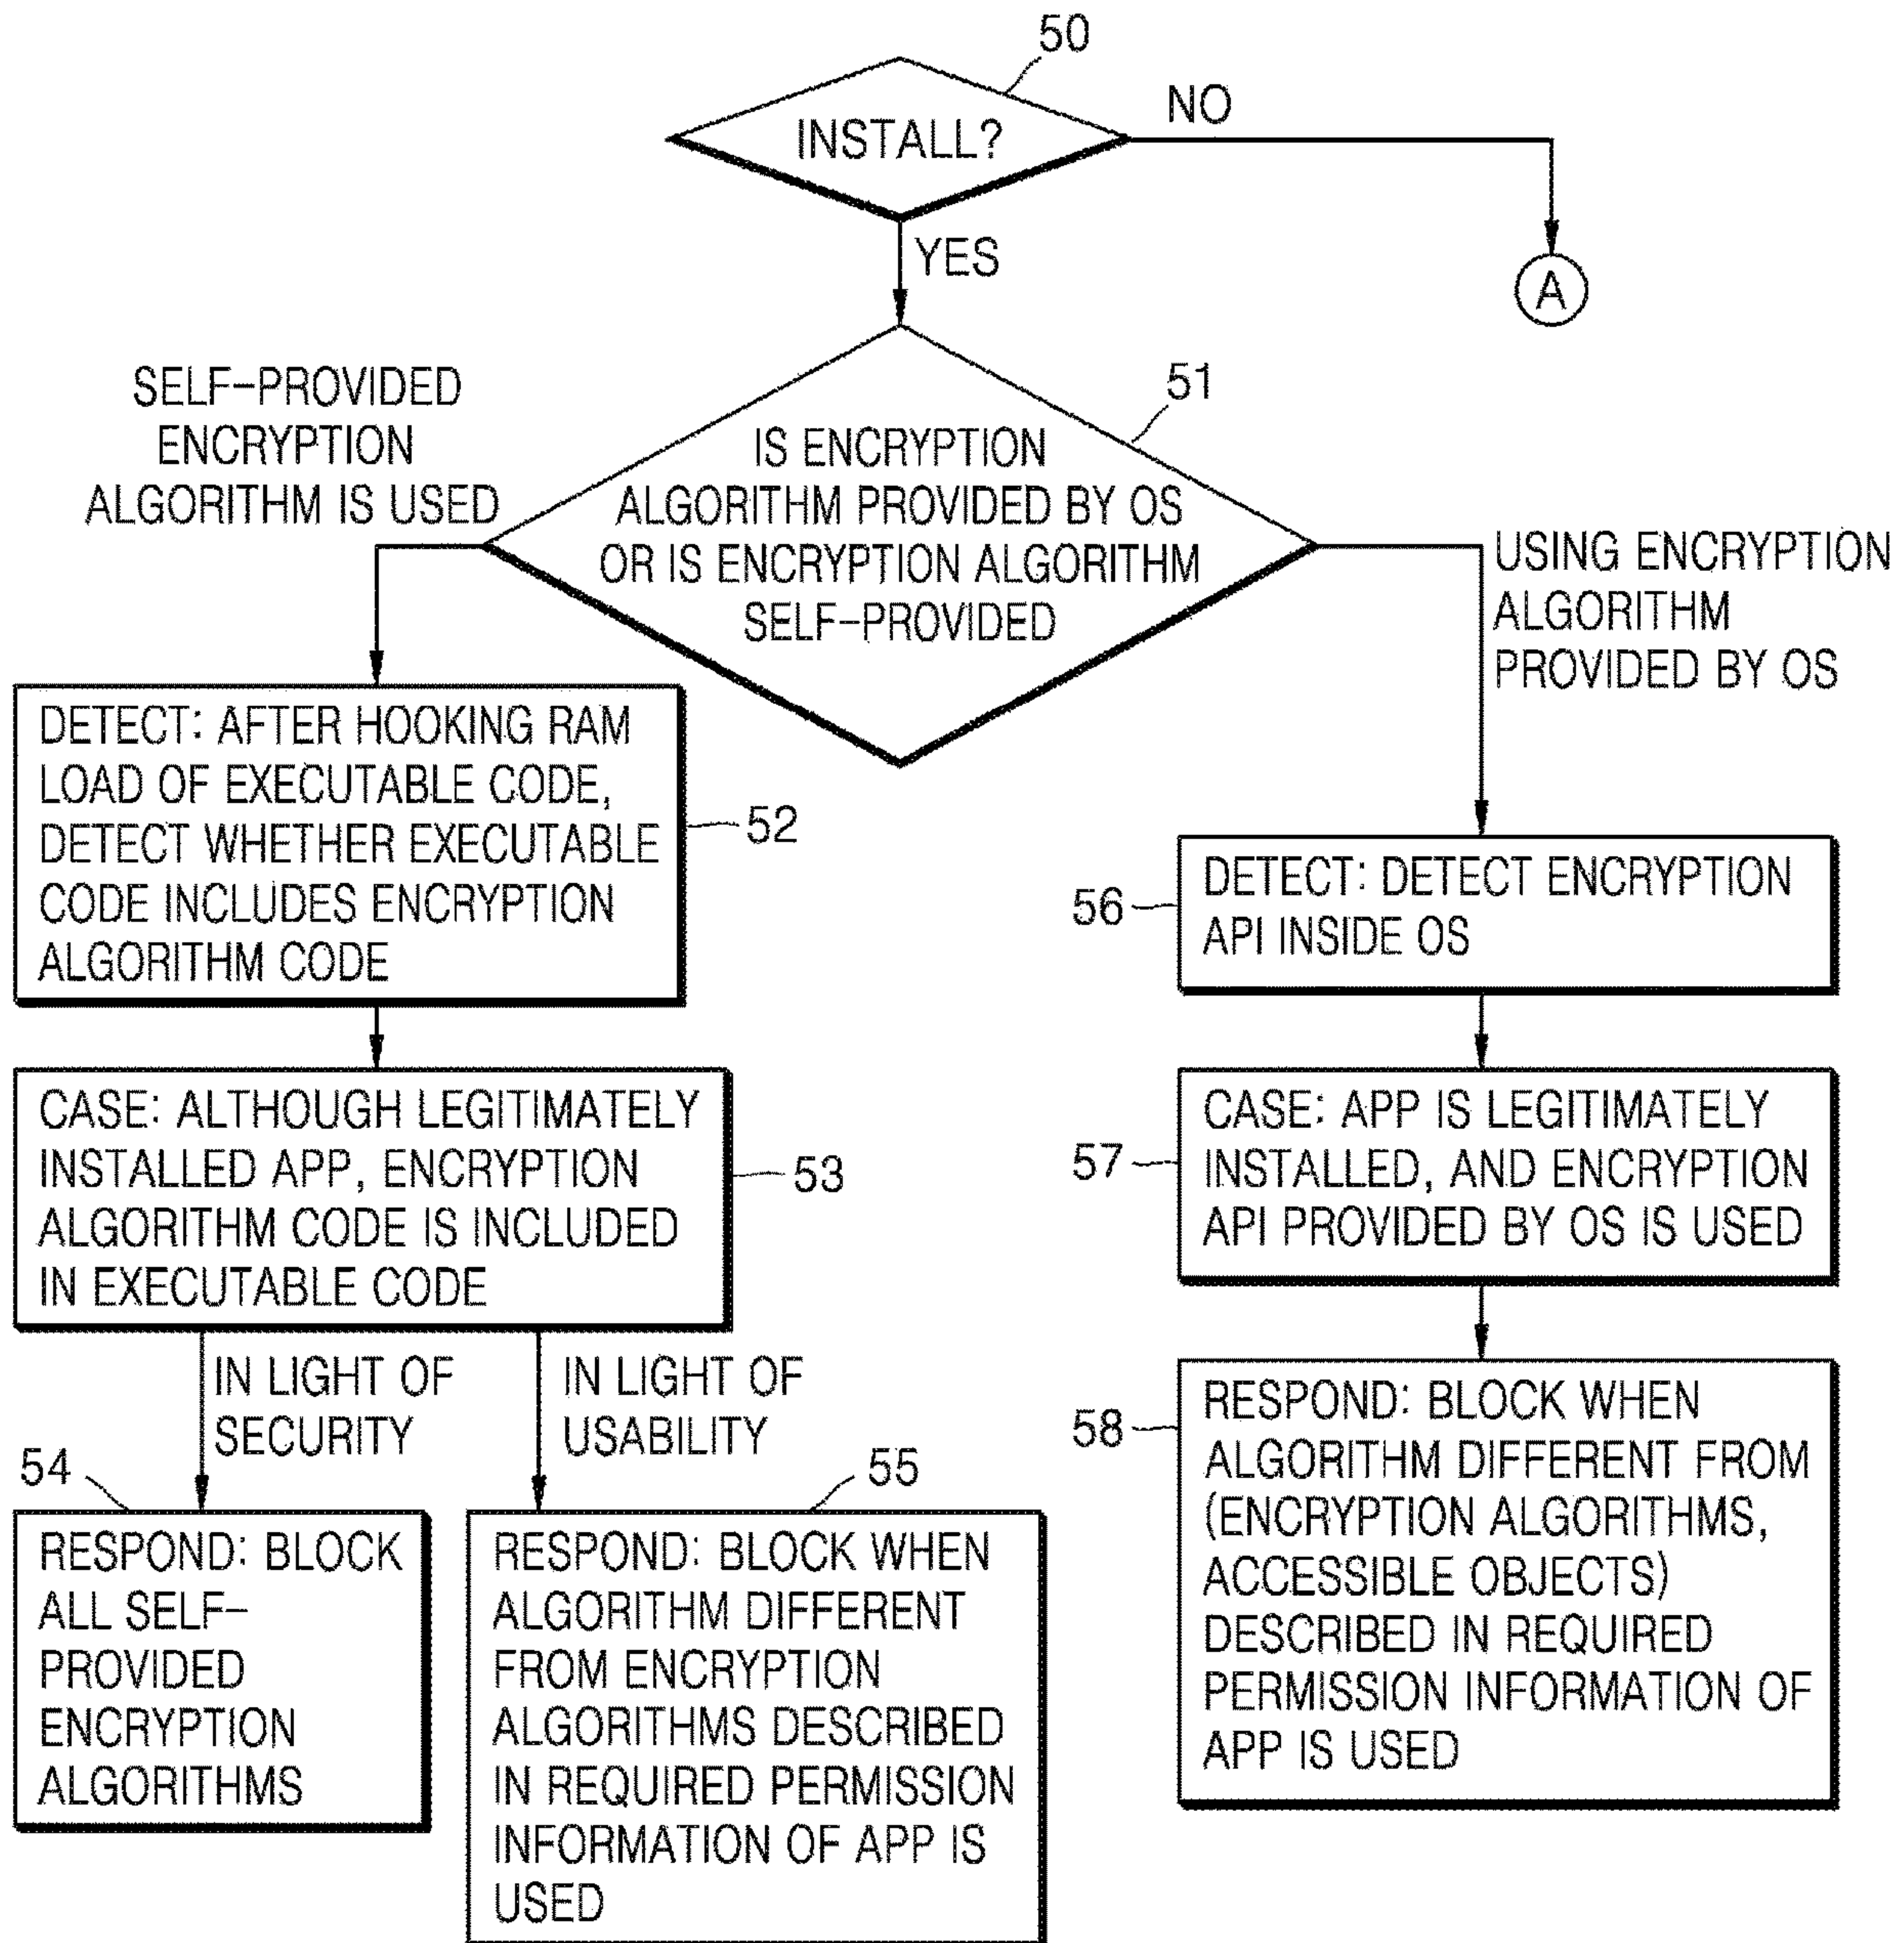 50
INSTALL?
NO
YES
A
SELF-PROVIDED
ENCRYPTION
ALGORITHM IS USED
51
IS ENCRYPTION
ALGORITHM PROVIDED BY OS
OR IS ENCRYPTION ALGORITHM
SELF-PROVIDED
USING ENCRYPTION
ALGORITHM
PROVIDED BY OS
DETECT: AFTER HOOKING RAM
LOAD OF EXECUTABLE CODE,
DETECT WHETHER EXECUTABLE
CODE INCLUDES ENCRYPTION
ALGORITHM CODE
52
56
DETECT: DETECT ENCRYPTION
API INSIDE OS
CASE: ALTHOUGH LEGITIMATELY
INSTALLED APP, ENCRYPTION
ALGORITHM CODE IS INCLUDED
IN EXECUTABLE CODE
53
57
CASE: APP IS LEGITIMATELY
INSTALLED, AND ENCRYPTION
API PROVIDED BY OS IS USED
IN LIGHT OF
SECURITY
IN LIGHT OF
USABILITY
54
RESPOND: BLOCK
ALL SELF-
PROVIDED
ENCRYPTION
ALGORITHMS
55
RESPOND: BLOCK WHEN
ALGORITHM DIFFERENT
FROM ENCRYPTION
ALGORITHMS DESCRIBED
IN REQUIRED PERMISSION
INFORMATION OF APP IS
USED
58
RESPOND: BLOCK WHEN
ALGORITHM DIFFERENT FROM
(ENCRYPTION ALGORITHMS,
ACCESSIBLE OBJECTS)
DESCRIBED IN REQUIRED
PERMISSION INFORMATION OF
APP IS USED